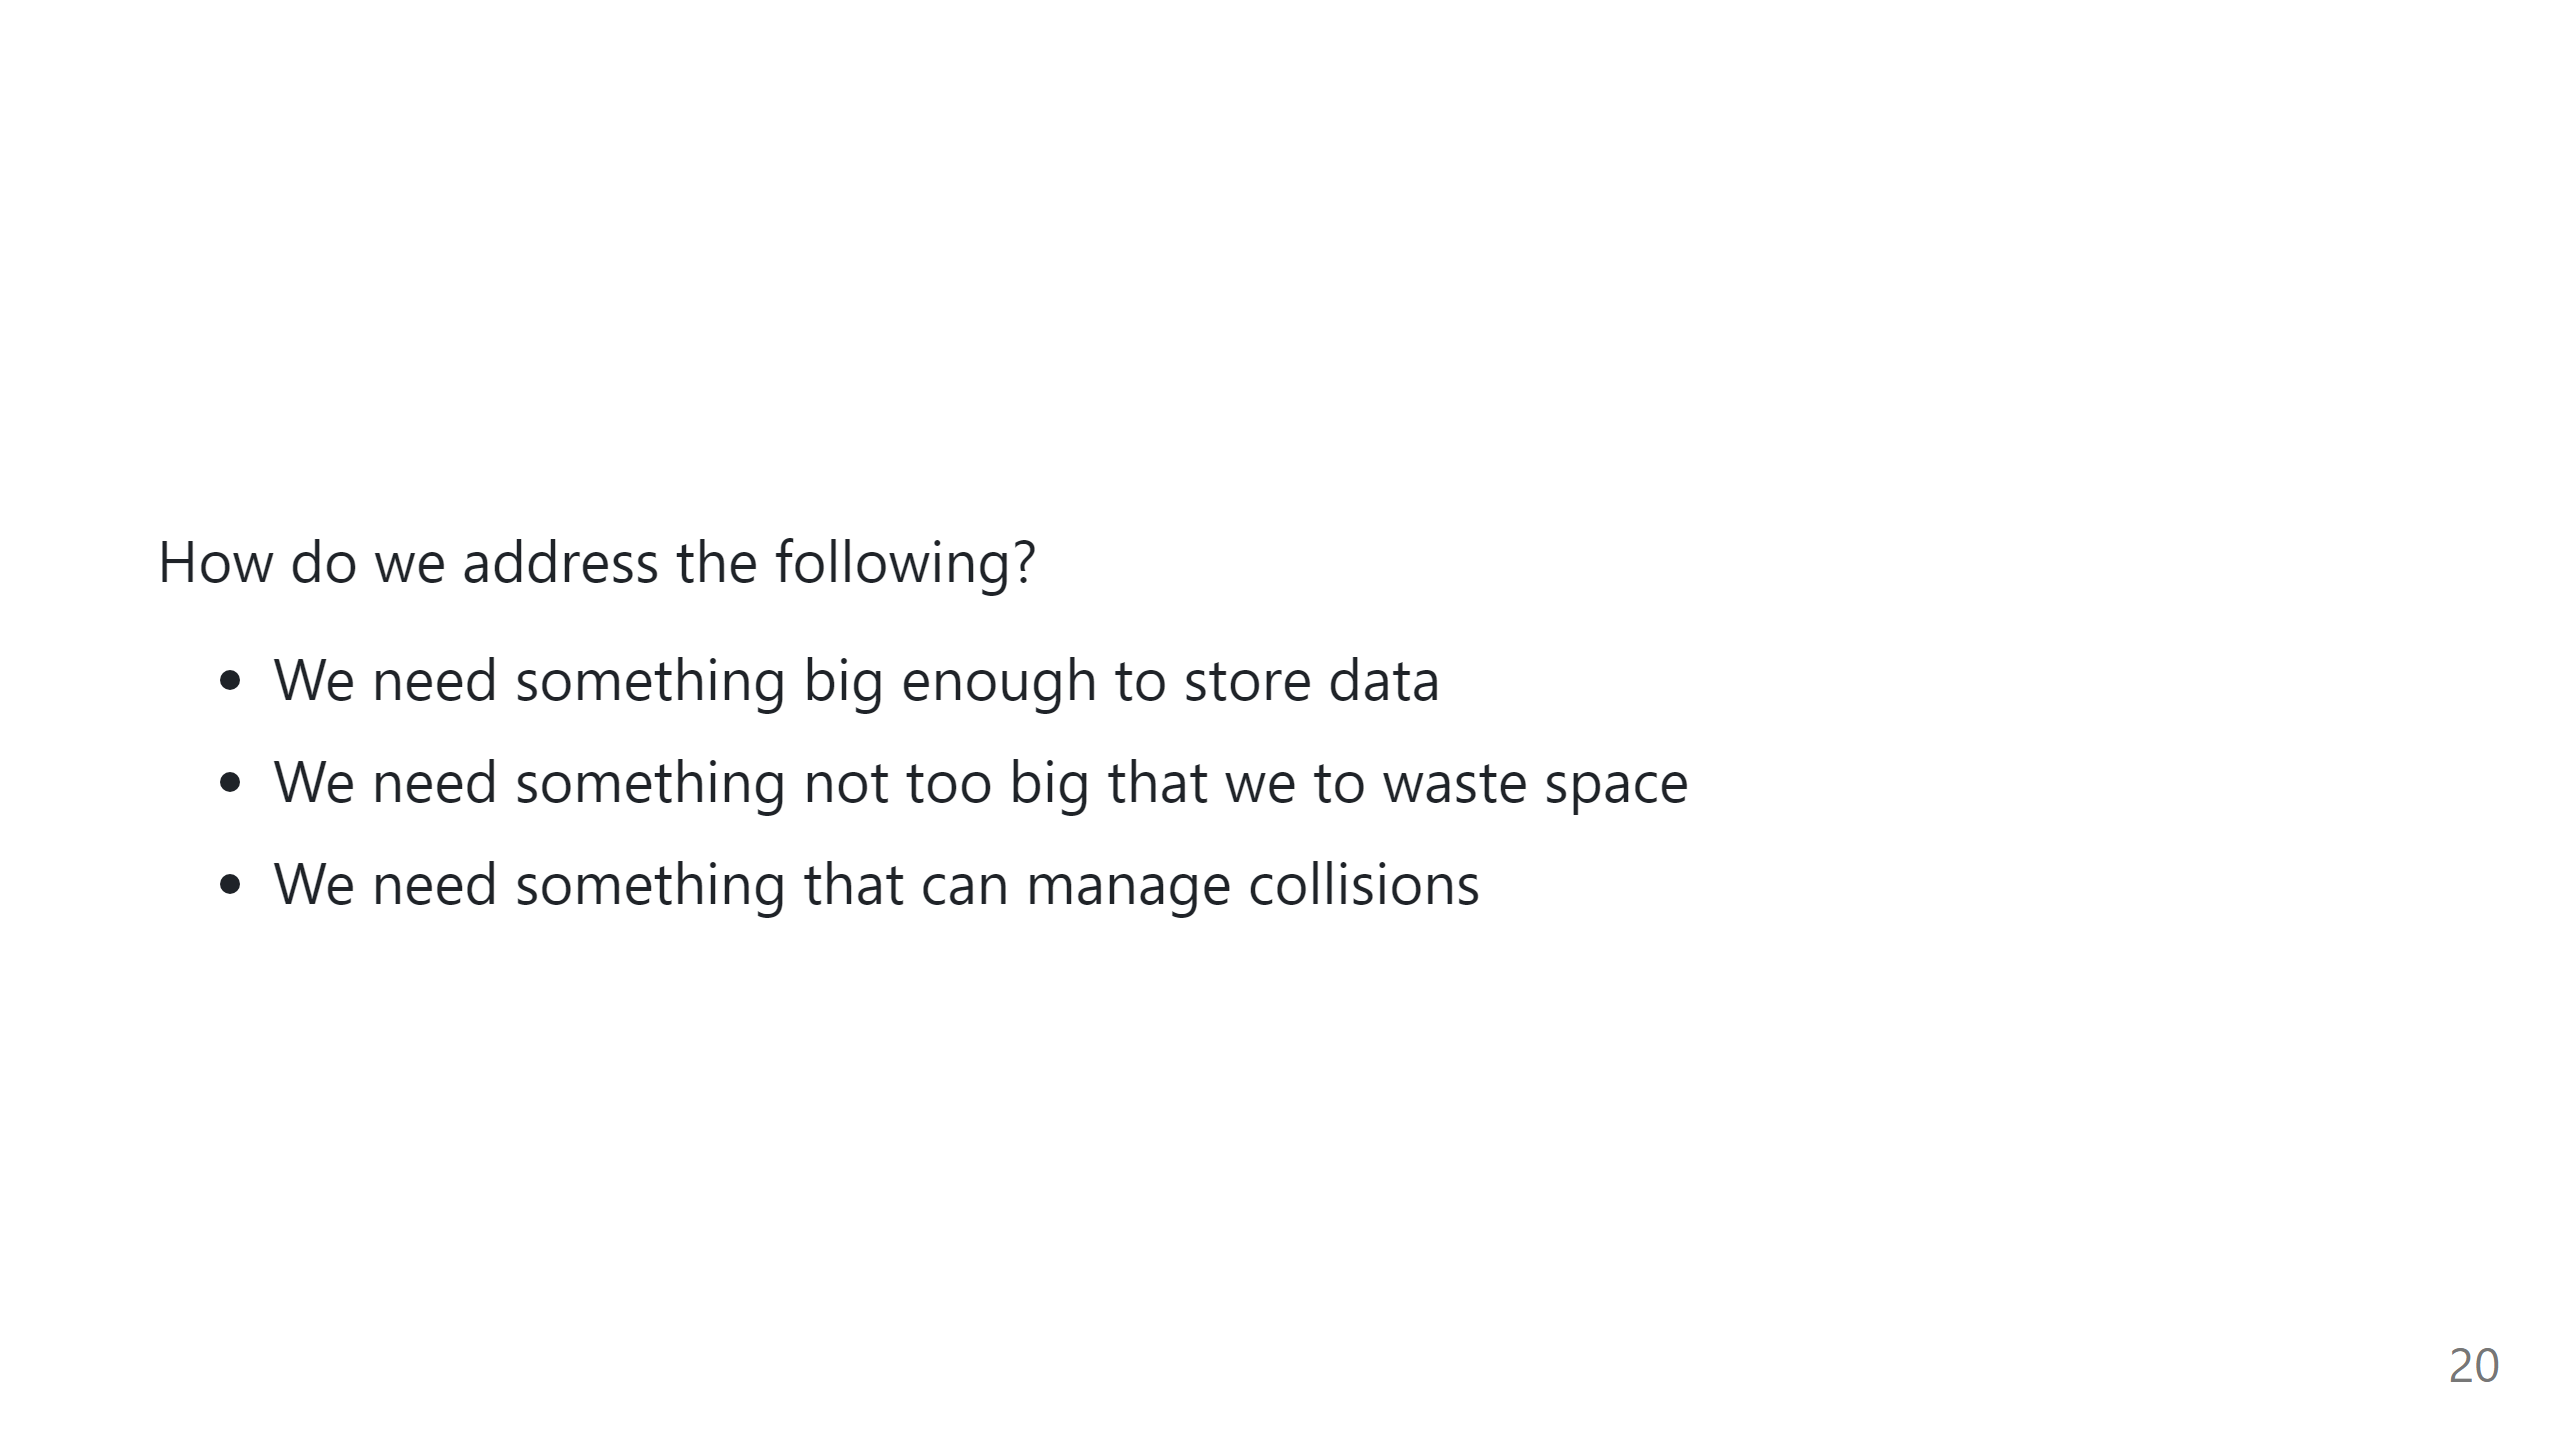 How do we address the following?
• We need something big enough to store data
• We need something not too big that we to waste space
• We need something that can manage collisions
20